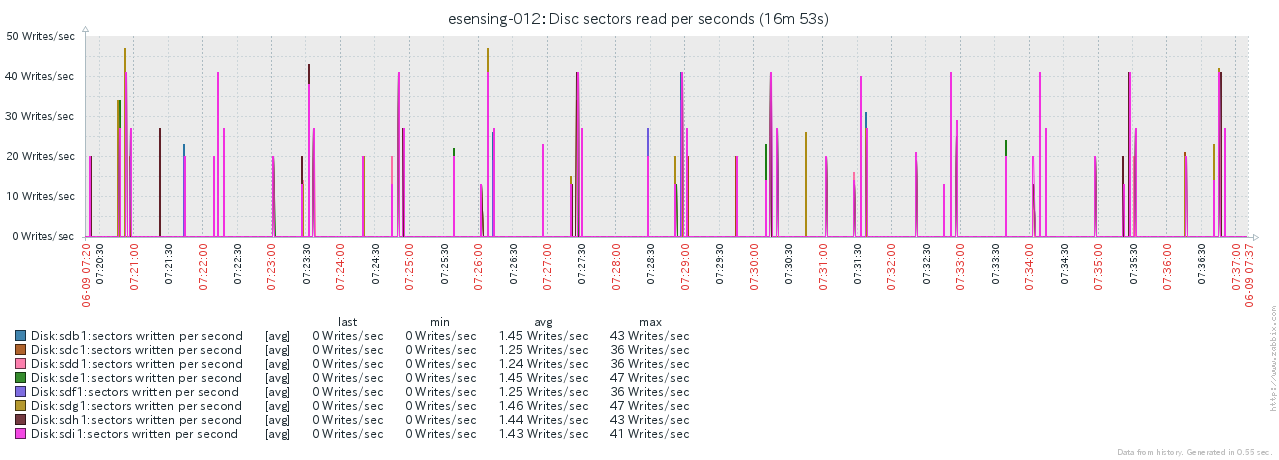 esensing-012: Disc sectors read per seconds (16m 53s)
50 Writes/sec
40 Writes/sec
30 Writes/sec
20 Writes/sec
10 Writes/sec
0 Writes/sec
06-09 07:20
07:20:30
07:21:00
07:21:30
07:22:00
07:22:30
07:23:00
07:23:30
07:24:00
07:24:30
07:25:00
07:25:30
07:26:00
07:26:30
07:27:00
07:27:30
07:28:00
07:28:30
07:29:00
07:29:30
07:30:00
07:30:30
07:31:00
07:31:30
07:32:00
07:32:30
07:33:00
07:33:30
07:34:00
07:34:30
07:35:00
07:35:30
07:36:00
07:36:30
07:37:00
06-09 07:37
last min avg max
Disk:sdb1:sectors written per second [avg] 0 Writes/sec 0 Writes/sec 1.45 Writes/sec 43 Writes/sec
Disk:sdc1:sectors written per second [avg] 0 Writes/sec 0 Writes/sec 1.25 Writes/sec 36 Writes/sec
Disk:sdd1:sectors written per second [avg] 0 Writes/sec 0 Writes/sec 1.24 Writes/sec 36 Writes/sec
Disk:sde1:sectors written per second [avg] 0 Writes/sec 0 Writes/sec 1.45 Writes/sec 47 Writes/sec
Disk:sdf1:sectors written per second [avg] 0 Writes/sec 0 Writes/sec 1.25 Writes/sec 36 Writes/sec
Disk:sdg1:sectors written per second [avg] 0 Writes/sec 0 Writes/sec 1.46 Writes/sec 47 Writes/sec
Disk:sdh1:sectors written per second [avg] 0 Writes/sec 0 Writes/sec 1.44 Writes/sec 43 Writes/sec
Disk:sdi1:sectors written per second [avg] 0 Writes/sec 0 Writes/sec 1.43 Writes/sec 41 Writes/sec
http://www.zabbix.com
Data from history. Generated in 0.55 sec.